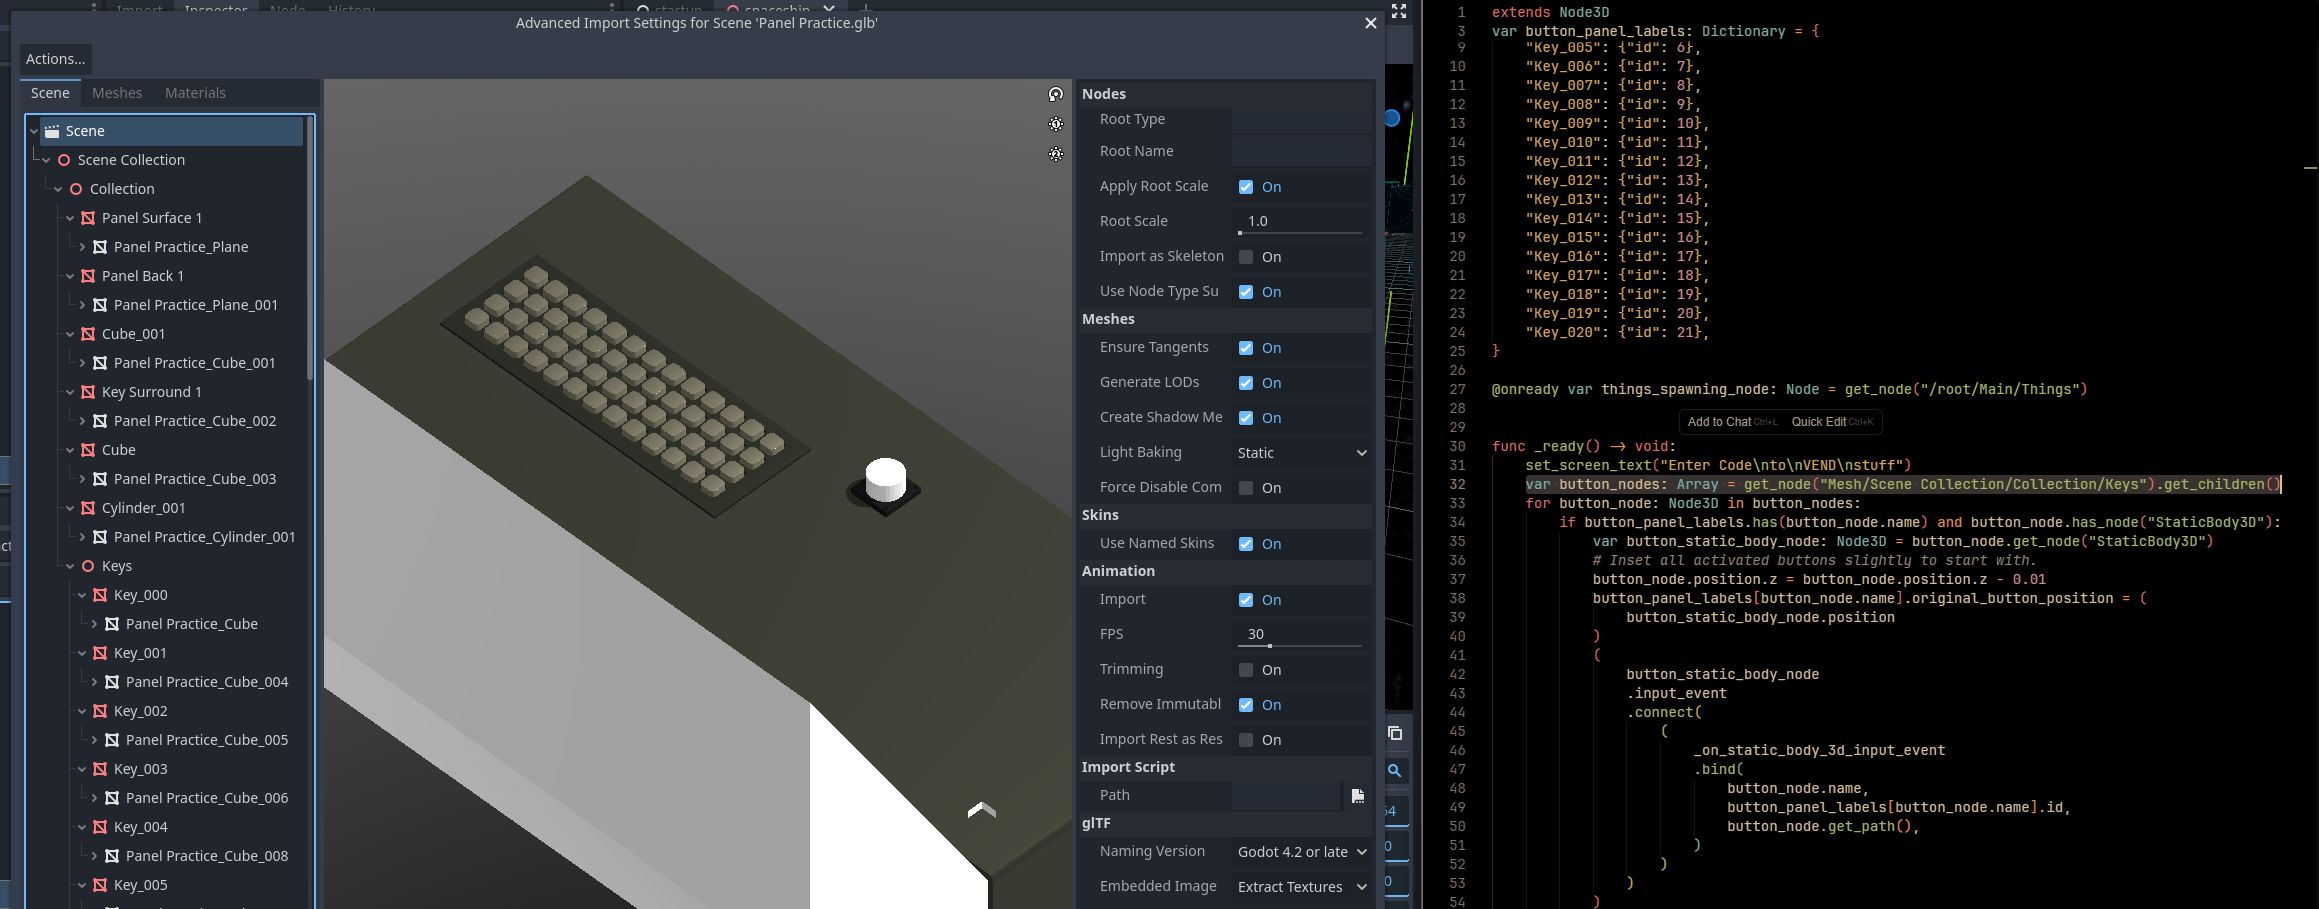 Import Inspector Node History startup spaceship
Advanced Import Settings for Scene 'Panel Practice.glb'
Actions...
Scene Meshes Materials
Scene
Scene Collection
Collection
Panel Surface 1
Panel Practice_Plane
Panel Back 1
Panel Practice_Plane_001
Cube_001
Panel Practice_Cube_001
Key Surround 1
Panel Practice_Cube_002
Cube
Panel Practice_Cube_003
Cylinder_001
Panel Practice_Cylinder_001
Keys
Key_000
Panel Practice_Cube
Key_001
Panel Practice_Cube_004
Key_002
Panel Practice_Cube_005
Key_003
Panel Practice_Cube_006
Key_004
Panel Practice_Cube_008
Key_005
Nodes
Root Type
Root Name
Apply Root Scale On
Root Scale 1.0
Import as Skeleton On
Use Node Type Su On
Meshes
Ensure Tangents On
Generate LODs On
Create Shadow Me On
Light Baking Static
Force Disable Com On
Skins
Use Named Skins On
Animation
Import On
FPS 30
Trimming On
Remove Immutabl On
Import Rest as Res On
Import Script
Path
glTF
Naming Version Godot 4.2 or late
Embedded Image Extract Textures
54
0
0
1 extends Node3D
3 var button_panel_labels: Dictionary = {
9 "Key_005": {"id": 6},
10 "Key_006": {"id": 7},
11 "Key_007": {"id": 8},
12 "Key_008": {"id": 9},
13 "Key_009": {"id": 10},
14 "Key_010": {"id": 11},
15 "Key_011": {"id": 12},
16 "Key_012": {"id": 13},
17 "Key_013": {"id": 14},
18 "Key_014": {"id": 15},
19 "Key_015": {"id": 16},
20 "Key_016": {"id": 17},
21 "Key_017": {"id": 18},
22 "Key_018": {"id": 19},
23 "Key_019": {"id": 20},
24 "Key_020": {"id": 21},
25 }
26
27 @onready var things_spawning_node: Node = get_node("/root/Main/Things")
28
Add to Chat Ctrl+L Quick Edit Ctrl+K
29
30 func _ready() -> void:
31 set_screen_text("Enter Code\nto\nVEND\nstuff")
32 var button_nodes: Array = get_node("Mesh/Scene Collection/Collection/Keys").get_children()
33 for button_node: Node3D in button_nodes:
34 if button_panel_labels.has(button_node.name) and button_node.has_node("StaticBody3D"):
35 var button_static_body_node: Node3D = button_node.get_node("StaticBody3D")
36 # Inset all activated buttons slightly to start with.
37 button_node.position.z = button_node.position.z - 0.01
38 button_panel_labels[button_node.name].original_button_position = (
39 button_static_body_node.position
40 )
41 (
42 button_static_body_node
43 .input_event
44 .connect(
45 (
46 _on_static_body_3d_input_event
47 .bind(
48 button_node.name,
49 button_panel_labels[button_node.name].id,
50 button_node.get_path(),
51 )
52 )
53 )
54 )